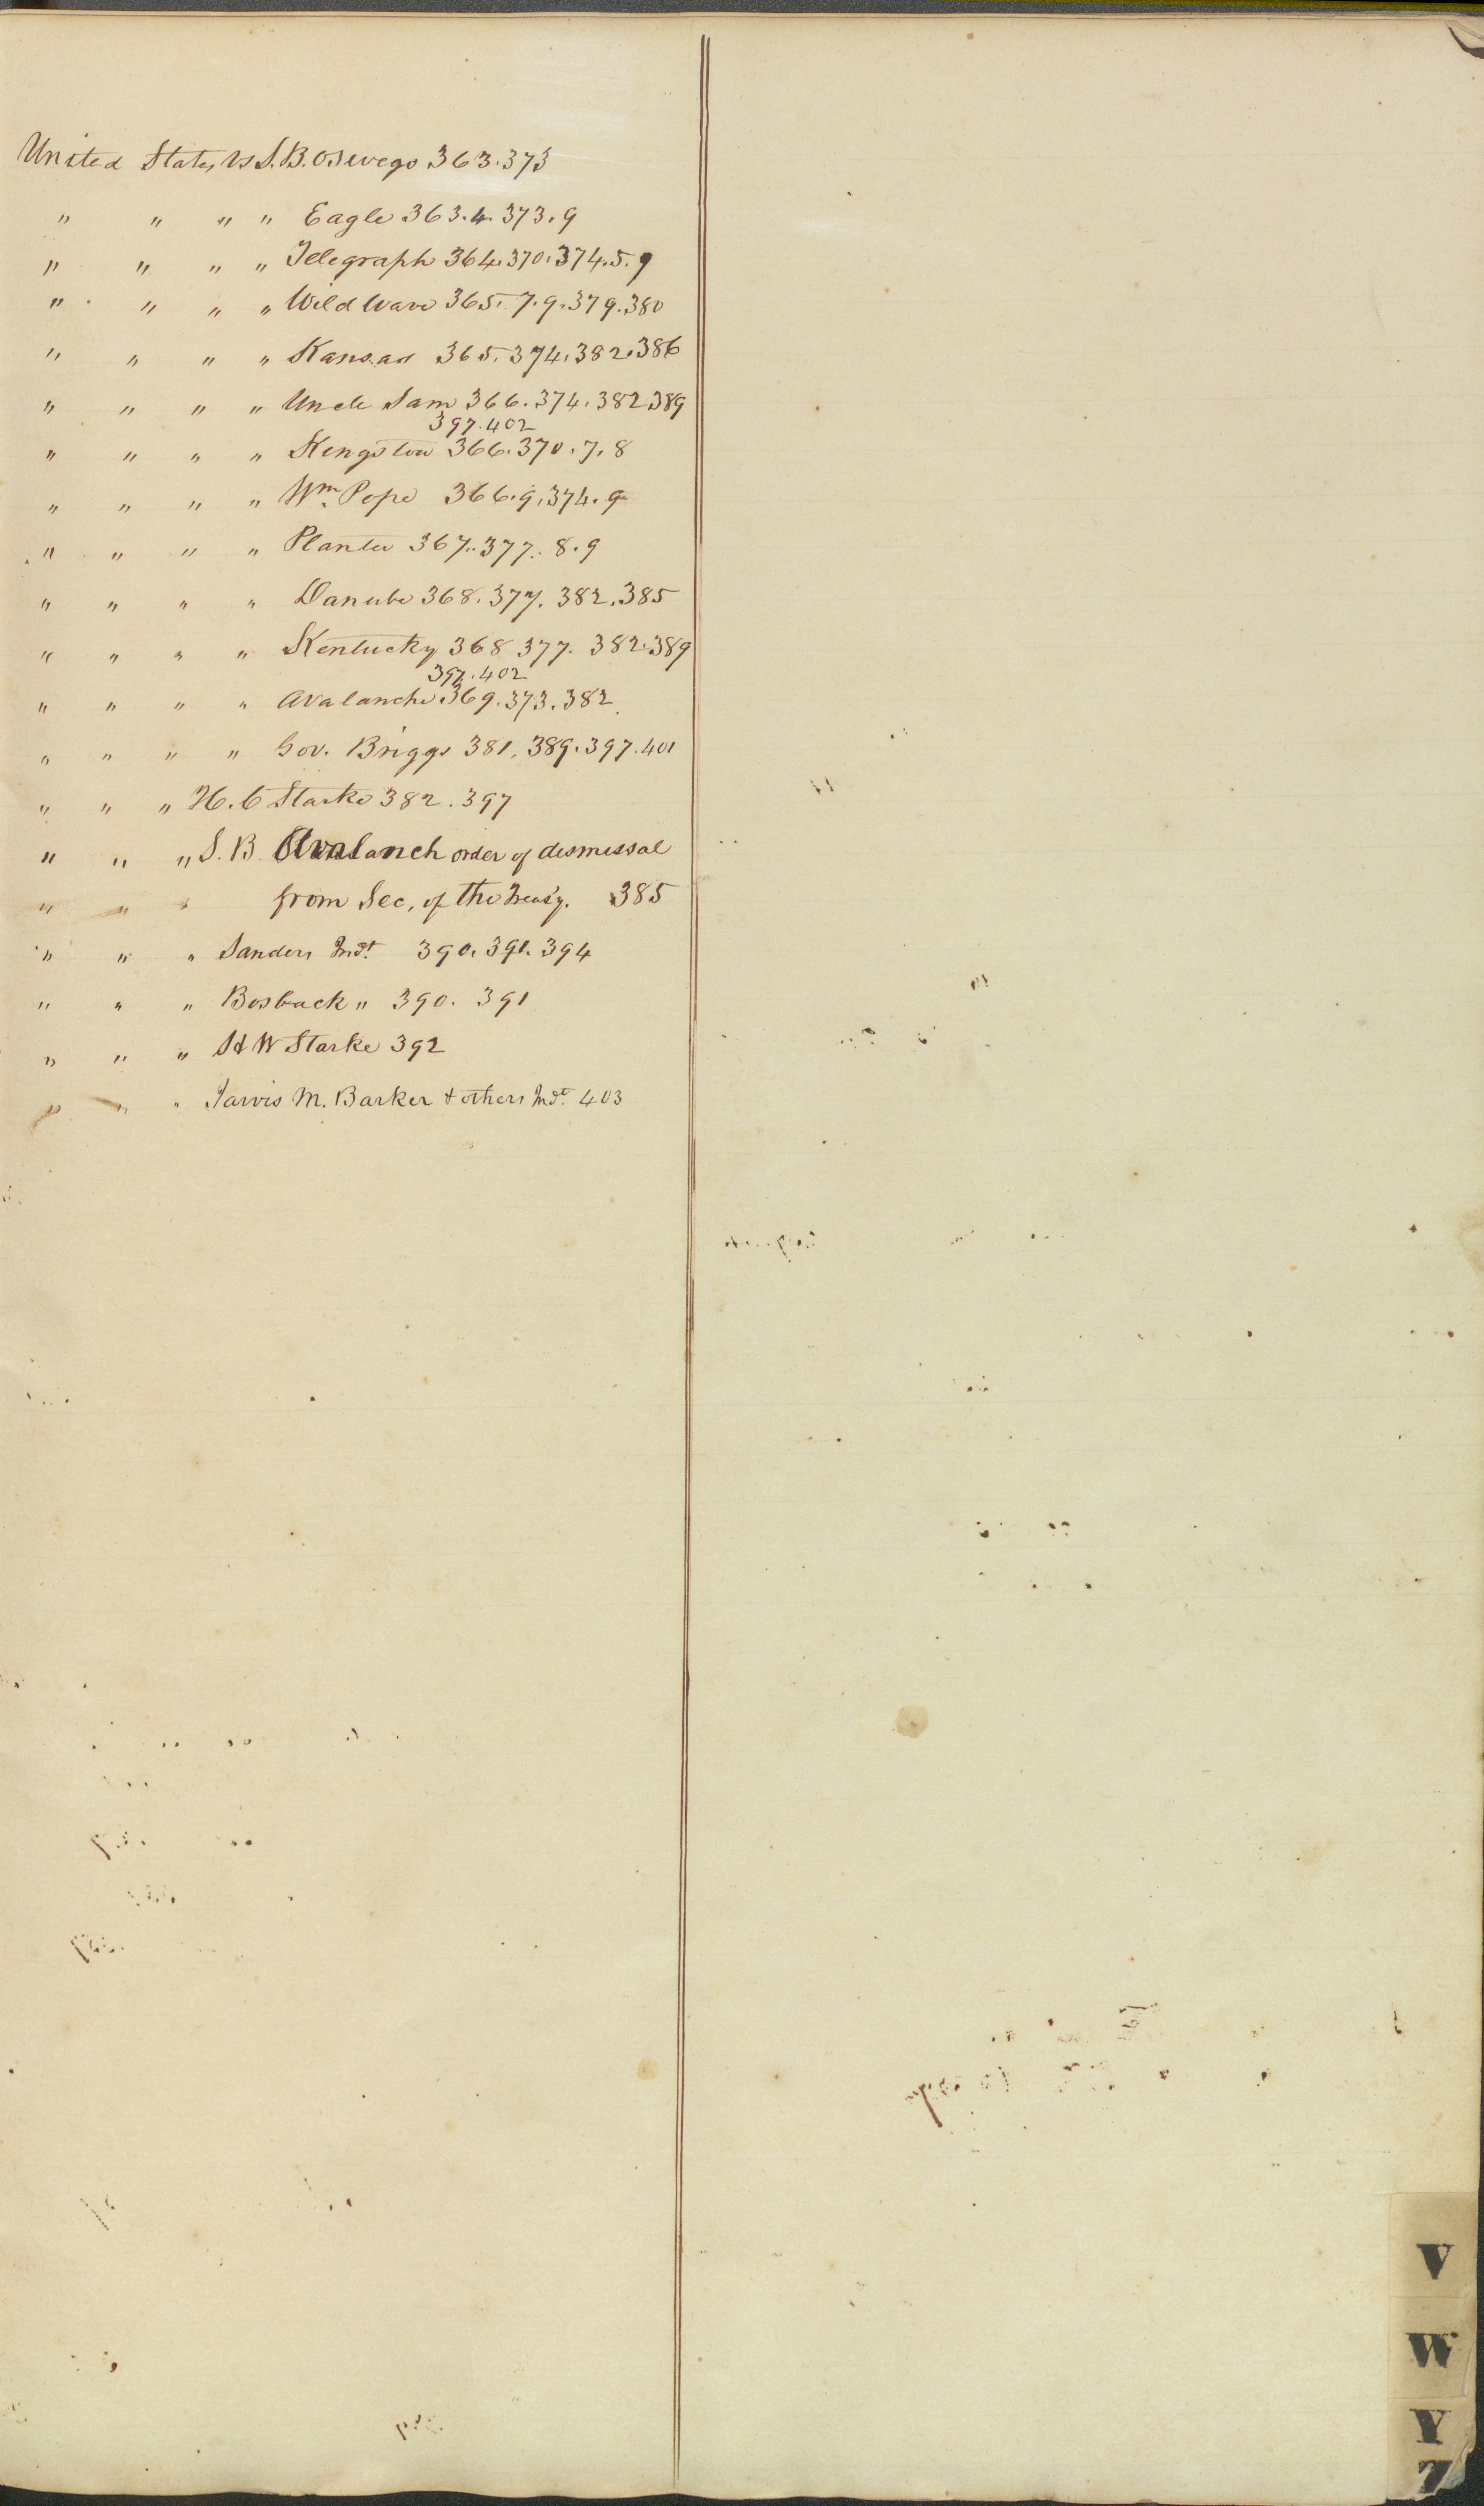 United States vs S.B. Oswego 363.373
" " " " Eagle 363.4.373.9
" " " " Telegraph 364.370.374.5.9
" " " " Wild Wave 365.7.9.379.380
" " " " Kansas 365.374.382.386
" " " " Uncle Sam 366.374.382.389
397.402
" " " " Kingston 366.370.7.8
" " " " Wm. Pope 366.9.374.9
" " " " Planter 367.377.8.9
" " " " Danube 368.377.382.385
" " " " Kentucky 368 377. 382.389
397.402
" " " " Avalanche 369.373.382.
" " " " Gov. Briggs 381.389.397.401
" " " H. C Starke 382.397
" " " S. B. Avalanch order of dismissal
" " " from Sec. of the Treasy. 385
" " " Sanders Indt. 390.391.394
" " " Bosback " 390. 391
" " " H W Starke 392
" " " Jarvis M. Barker + others Indt. 403
V
W
Y
Z